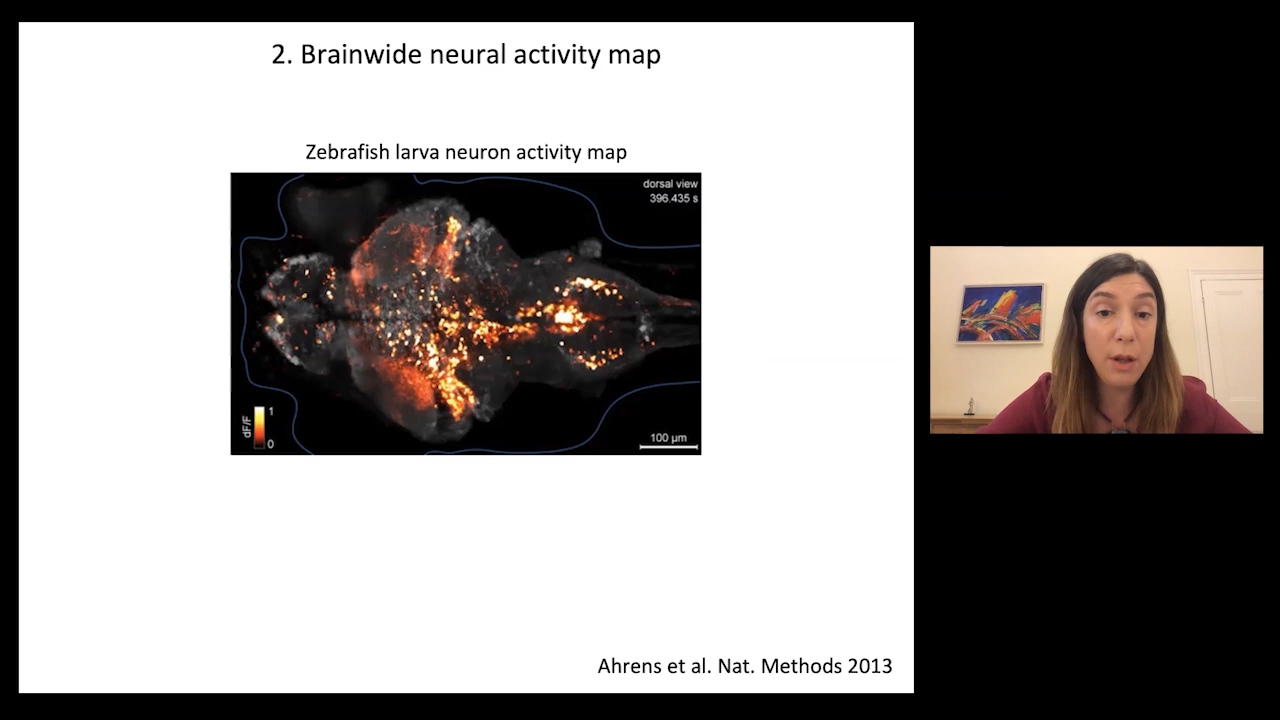 2. Brainwide neural activity map
Zebrafish larva neuron activity map
dorsal view
396.435 s
dF/F
1
0
100 µm
Ahrens et al. Nat. Methods 2013